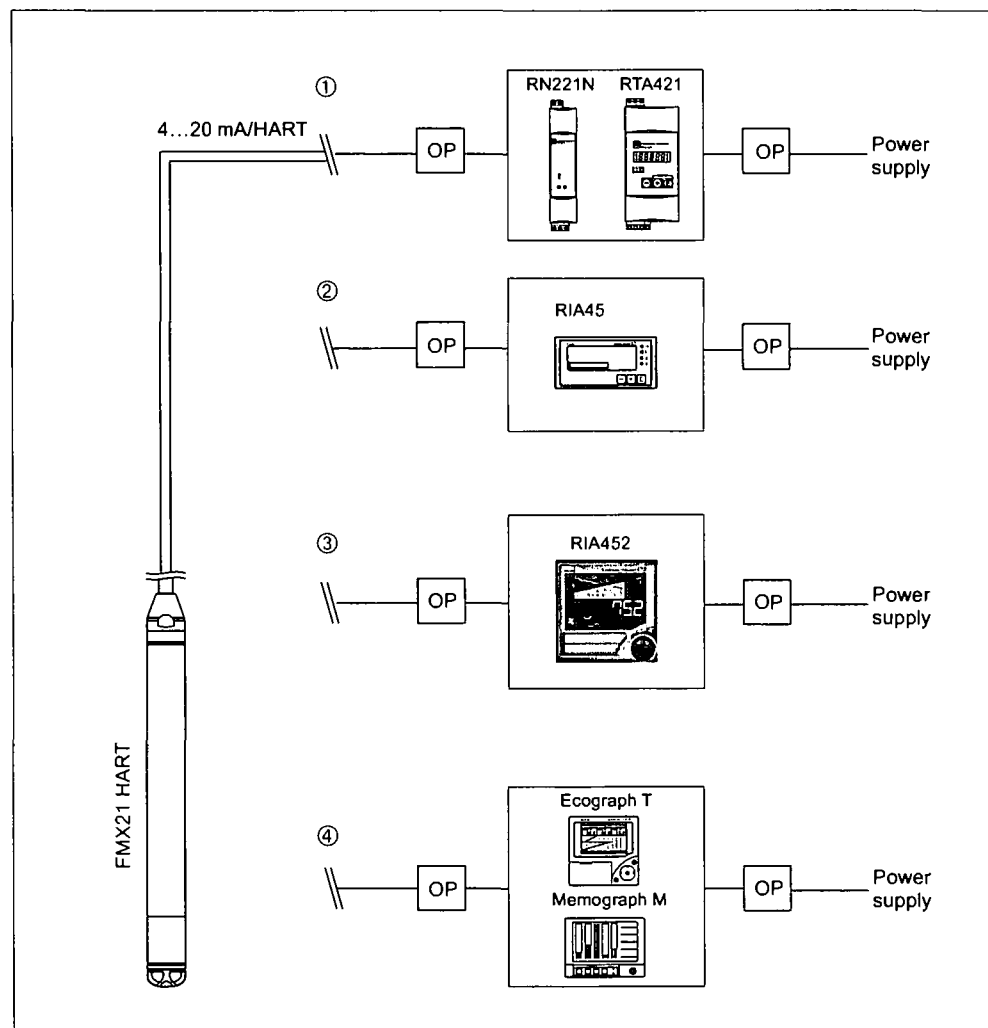 ①
4...20 mA/HART
OP
RN221N RTA421
OP
Power
supply
②
OP
RIA45
OP
Power
supply
③
OP
RIA452
752
OP
Power
supply
④
OP
Ecograph T
Memograph M
OP
Power
supply
FMX21 HART